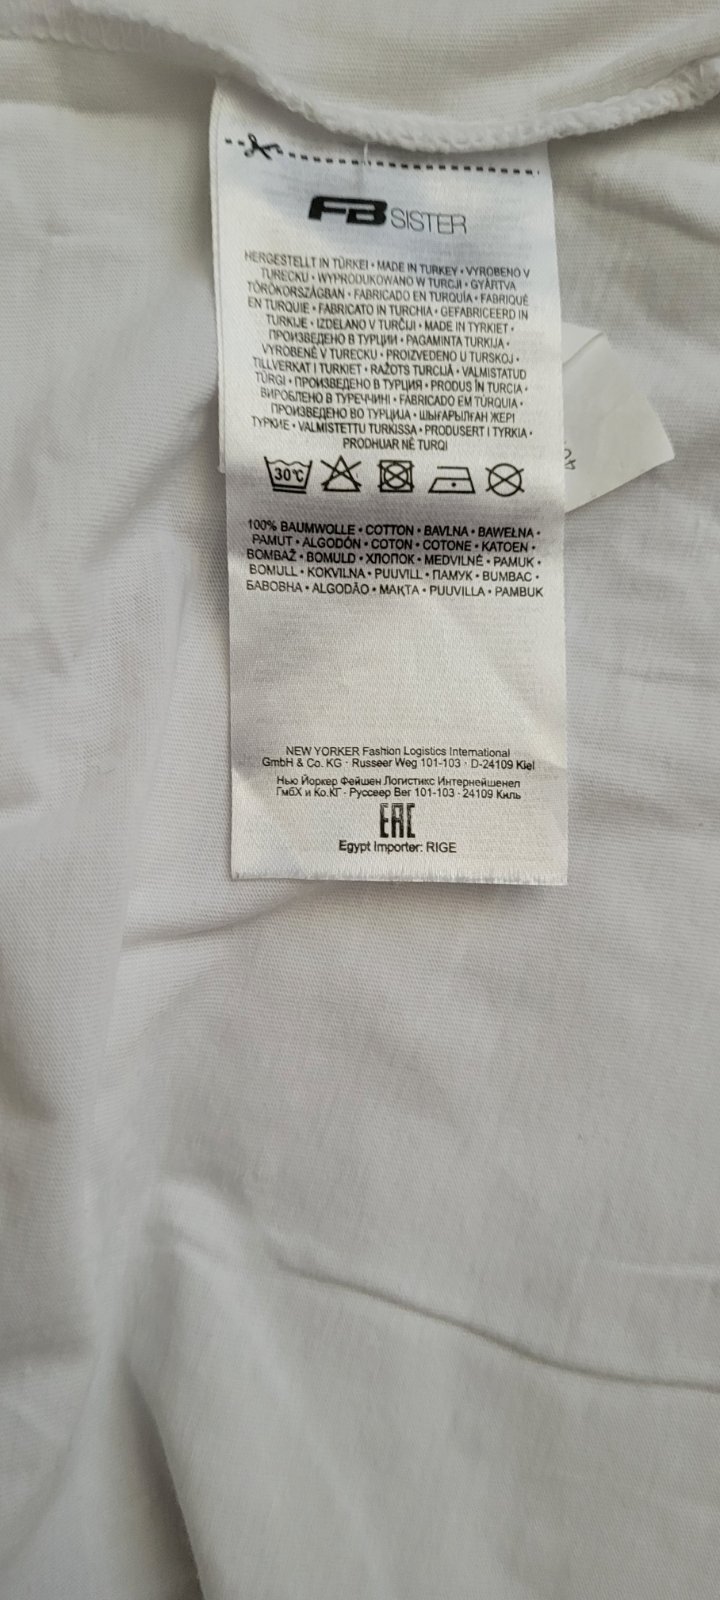 FB SISTER
HERGESTELLT IN TÜRKEI • MADE IN TURKEY • VYROBENO V
TURECKU • WYPRODUKOWANO W TURCJI • GYÁRTVA
TÖRÖKORSZÁGBAN • FABRICADO EN TURQUÍA • FABRIQUÉ
EN TURQUIE • FABRICATO IN TURCHIA • GEFABRICEERD IN
TURKIJE • IZDELANO V TURČIJI • MADE IN TYRKIET •
ПРОИЗВЕДЕНО В ТУРЦИИ • PAGAMINTA TURKIJA •
VYROBENÉ V TURECKU • PROIZVEDENO U TURSKOJ •
TILLVERKAT I TURKIET • RAŽOTS TURCIJĀ • VALMISTATUD
TÜRGI • ПРОИЗВЕДЕНО В ТУРЦИЯ • PRODUS ÎN TURCIA •
ВИРОБЛЕНО В ТУРЕЧЧИНІ • FABRICADO EM TURQUIA •
ПРОИЗВЕДЕНО ВО ТУРЦИЈА • ШЫҒАРЫЛҒАН ЖЕРІ
ТУРКИЕ • VALMISTETTU TURKISSA • PRODUSERT I TYRKIA •
PRODHUAR NË TURQI
30°C
100% BAUMWOLLE • COTTON • BAVLNA • BAWEŁNA •
PAMUT • ALGODÓN • COTON • COTONE • KATOEN •
BOMBAŽ • BOMULD • ХЛОПОК • MEDVILNĖ • PAMUK •
BOMULL • KOKVILNA • PUUVILL • ПАМУК • BUMBAC •
БАВОВНА • ALGODÃO • МАҚТА • PUUVILLA • PAMBUK
NEW YORKER Fashion Logistics International
GmbH & Co. KG · Russeer Weg 101-103 · D-24109 Kiel
Нью Йоркер Фейшен Логистикс Интернейшенел
ГмбХ и Ко.КГ · Руссеер Вег 101-103 · 24109 Киль
EAC
Egypt Importer: RIGE